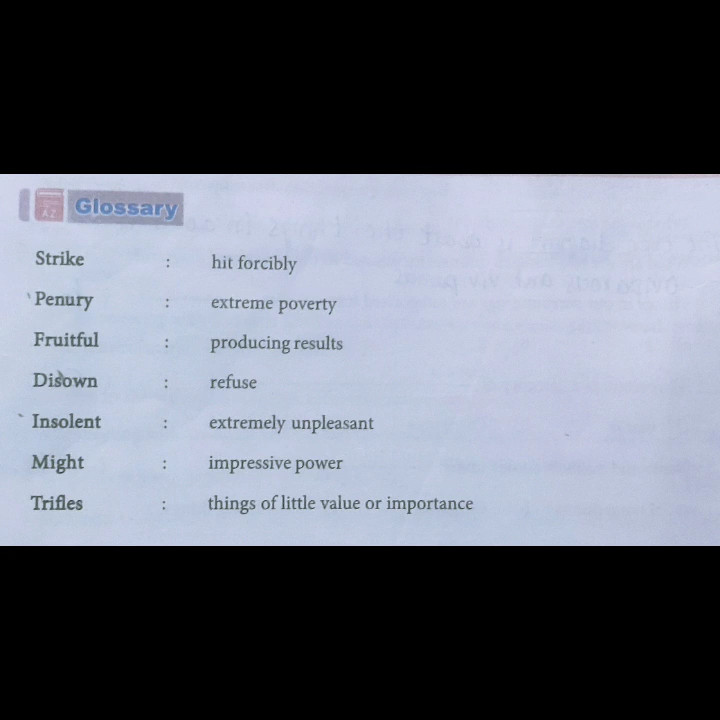 Glossary
Strike : hit forcibly
Penury : extreme poverty
Fruitful : producing results
Disown : refuse
Insolent : extremely unpleasant
Might : impressive power
Trifles : things of little value or importance